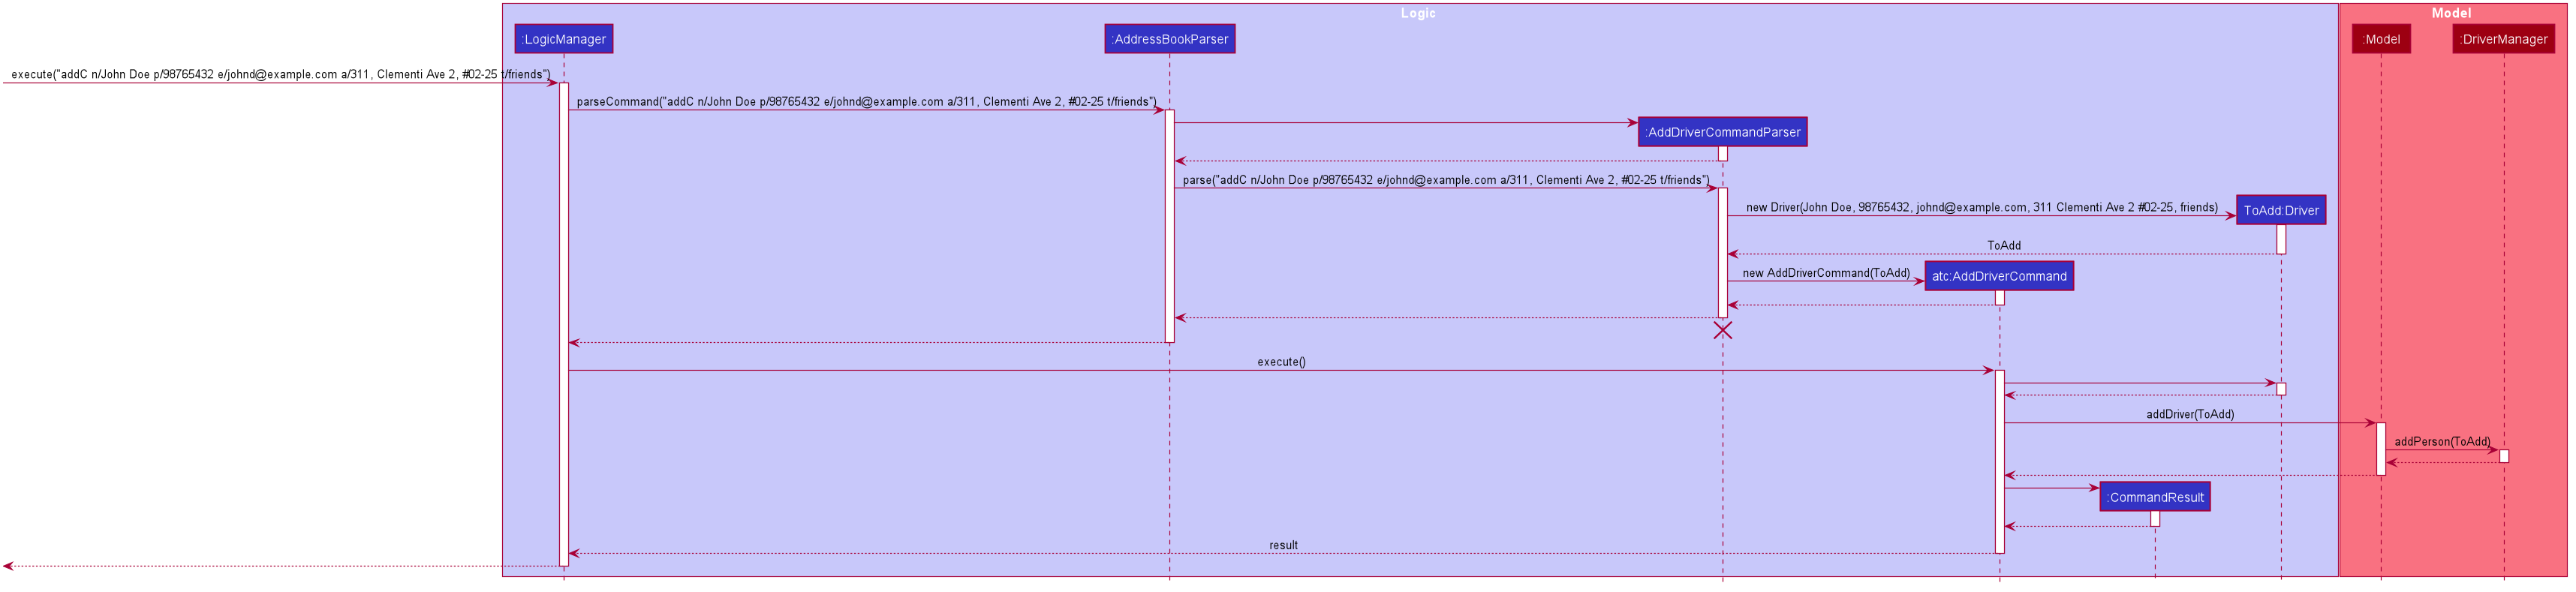 Logic
Model
:LogicManager
:AddressBookParser
:Model
:DriverManager
execute("addC n/John Doe p/98765432 e/johnd@example.com a/311, Clementi Ave 2, #02-25 t/friends")
parseCommand("addC n/John Doe p/98765432 e/johnd@example.com a/311, Clementi Ave 2, #02-25 t/friends")
:AddDriverCommandParser
parse("addC n/John Doe p/98765432 e/johnd@example.com a/311, Clementi Ave 2, #02-25 t/friends")
new Driver(John Doe, 98765432, johnd@example.com, 311 Clementi Ave 2 #02-25, friends)
ToAdd:Driver
ToAdd
new AddDriverCommand(ToAdd)
atc:AddDriverCommand
execute()
addDriver(ToAdd)
addPerson(ToAdd)
:CommandResult
result